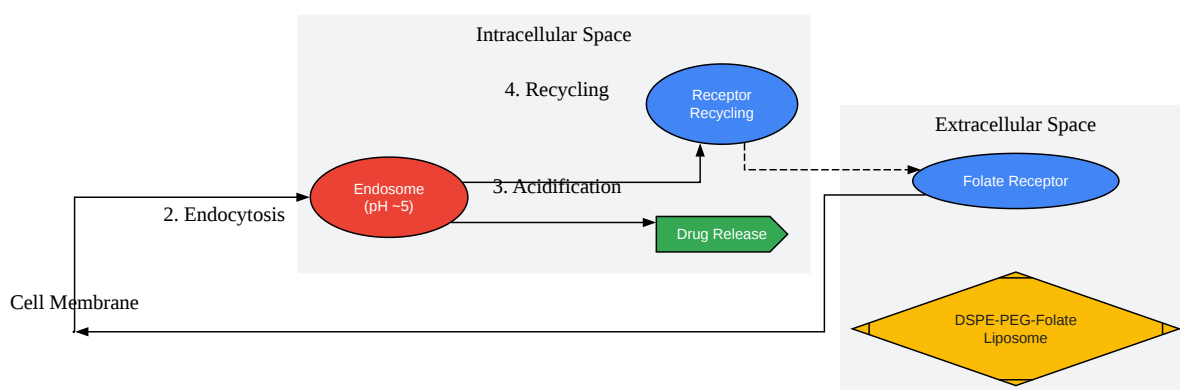 Intracellular Space
4. Recycling
Receptor
Recycling
Extracellular Space
Endosome
(pH ~5)
3. Acidification
Folate Receptor
2. Endocytosis
Drug Release
Cell Membrane
DSPE-PEG-Folate
Liposome